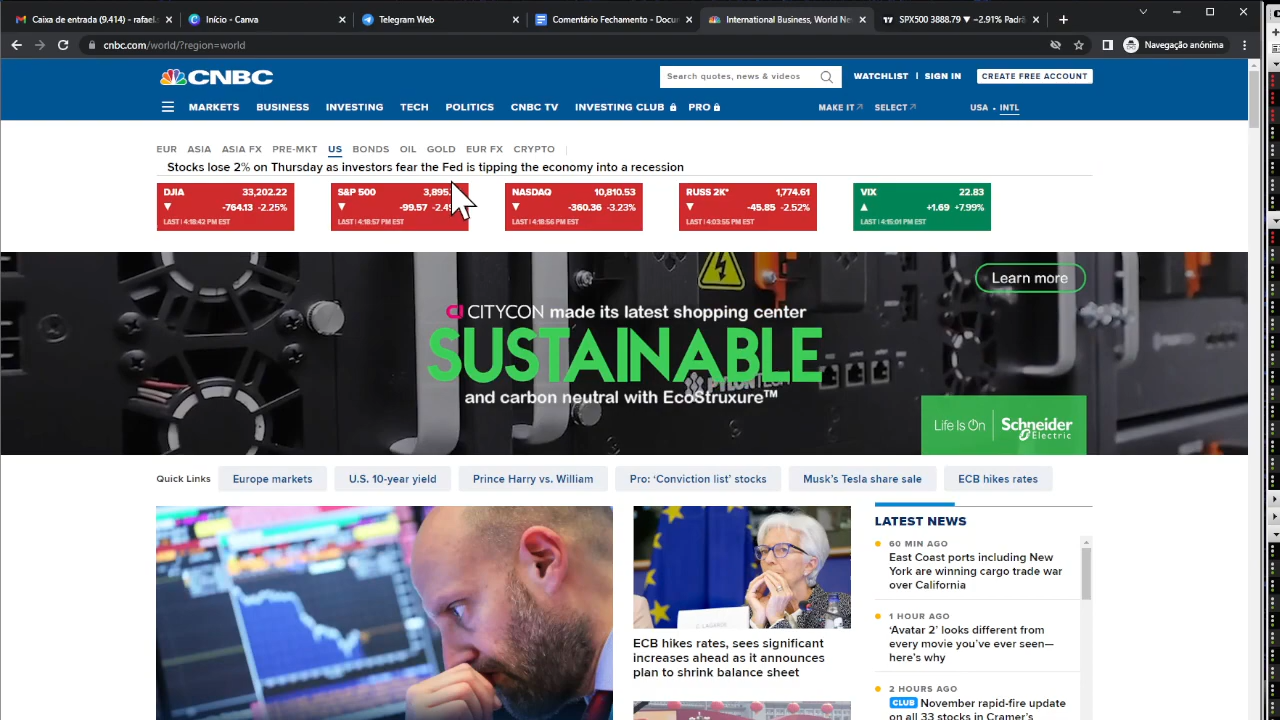 Caixa de entrada (9.414) - rafael.
Início - Canva
Telegram Web
Comentário Fechamento - Docum
International Business, World Ne
SPX500 3888.79 ▼ −2.91% Padrã
cnbc.com/world/?region=world
Navegação anónima
CNBC
Search quotes, news & videos
WATCHLIST | SIGN IN
CREATE FREE ACCOUNT
MARKETS BUSINESS INVESTING TECH POLITICS CNBC TV INVESTING CLUB PRO
MAKE IT SELECT USA - INTL
EUR ASIA ASIA FX PRE-MKT US BONDS OIL GOLD EUR FX CRYPTO
Stocks lose 2% on Thursday as investors fear the Fed is tipping the economy into a recession
DJIA 33,202.22
▼ -764.13 -2.25%
LAST | 4:18:42 PM EST
S&P 500 3,895
▼ -99.57 -2.4
LAST | 4:18:57 PM EST
NASDAQ 10,810.53
▼ -360.36 -3.23%
LAST | 4:18:56 PM EST
RUSS 2K* 1,774.61
▼ -45.85 -2.52%
LAST | 4:03:55 PM EST
VIX 22.83
▲ +1.69 +7.99%
LAST | 4:15:01 PM EST
Learn more
CITYCON made its latest shopping center
SUSTAINABLE
PYLONTECH
and carbon neutral with EcoStruxure™
Life Is On | Schneider
Electric
Quick Links
Europe markets
U.S. 10-year yield
Prince Harry vs. William
Pro: ‘Conviction list’ stocks
Musk’s Tesla share sale
ECB hikes rates
ECB hikes rates, sees significant
increases ahead as it announces
plan to shrink balance sheet
LATEST NEWS
60 MIN AGO
East Coast ports including New
York are winning cargo trade war
over California
1 HOUR AGO
‘Avatar 2’ looks different from
every movie you’ve ever seen—
here’s why
2 HOURS AGO
CLUB November rapid-fire update
on all 33 stocks in Cramer’s